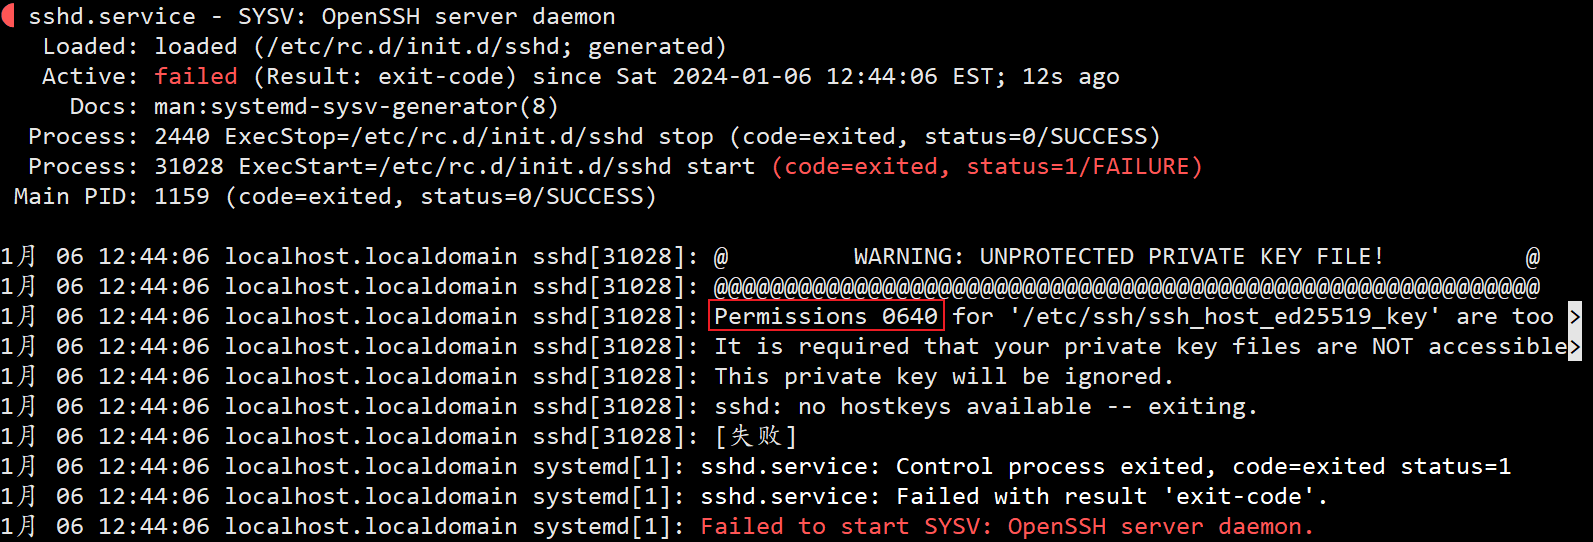 sshd.service - SYSV: OpenSSH server daemon
Loaded: loaded (/etc/rc.d/init.d/sshd; generated)
Active: failed (Result: exit-code) since Sat 2024-01-06 12:44:06 EST; 12s ago
Docs: man:systemd-sysv-generator(8)
Process: 2440 ExecStop=/etc/rc.d/init.d/sshd stop (code=exited, status=0/SUCCESS)
Process: 31028 ExecStart=/etc/rc.d/init.d/sshd start (code=exited, status=1/FAILURE)
Main PID: 1159 (code=exited, status=0/SUCCESS)
1月 06 12:44:06 localhost.localdomain sshd[31028]: @         WARNING: UNPROTECTED PRIVATE KEY FILE!          @
1月 06 12:44:06 localhost.localdomain sshd[31028]: @@@@@@@@@@@@@@@@@@@@@@@@@@@@@@@@@@@@@@@@@@@@@@@@@@@@@@@@@@@
1月 06 12:44:06 localhost.localdomain sshd[31028]: Permissions 0640 for '/etc/ssh/ssh_host_ed25519_key' are too >
1月 06 12:44:06 localhost.localdomain sshd[31028]: It is required that your private key files are NOT accessible>
1月 06 12:44:06 localhost.localdomain sshd[31028]: This private key will be ignored.
1月 06 12:44:06 localhost.localdomain sshd[31028]: sshd: no hostkeys available -- exiting.
1月 06 12:44:06 localhost.localdomain sshd[31028]: [失败]
1月 06 12:44:06 localhost.localdomain systemd[1]: sshd.service: Control process exited, code=exited status=1
1月 06 12:44:06 localhost.localdomain systemd[1]: sshd.service: Failed with result 'exit-code'.
1月 06 12:44:06 localhost.localdomain systemd[1]: Failed to start SYSV: OpenSSH server daemon.